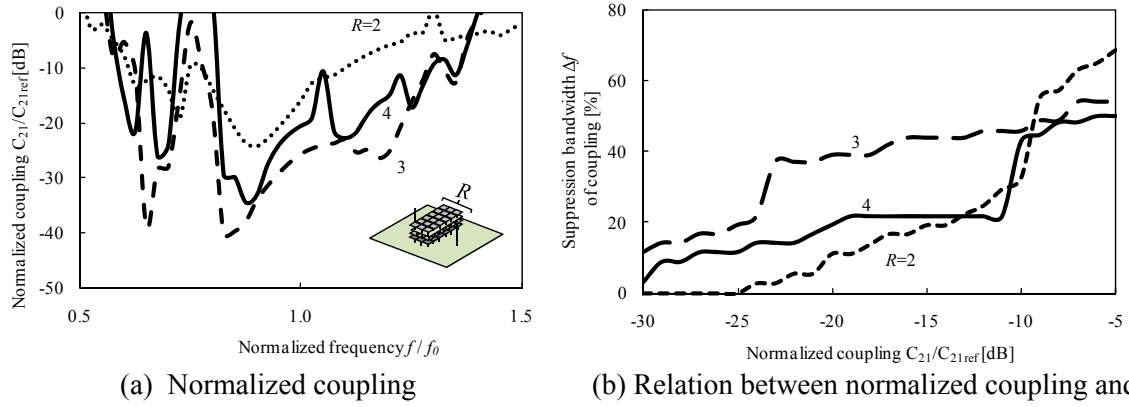 0
-10
-20
-30
-40
-50
0.5
1.0
1.5
Normalized coupling C21/C21ref [dB]
Normalized frequency f / f0
R=2
4
3
R
(a) Normalized coupling
80
60
40
20
0
-30
-25
-20
-15
-10
-5
Suppression bandwidth Δf
of coupling [%]
Normalized coupling C21/C21ref [dB]
3
4
R=2
(b) Relation between normalized coupling and